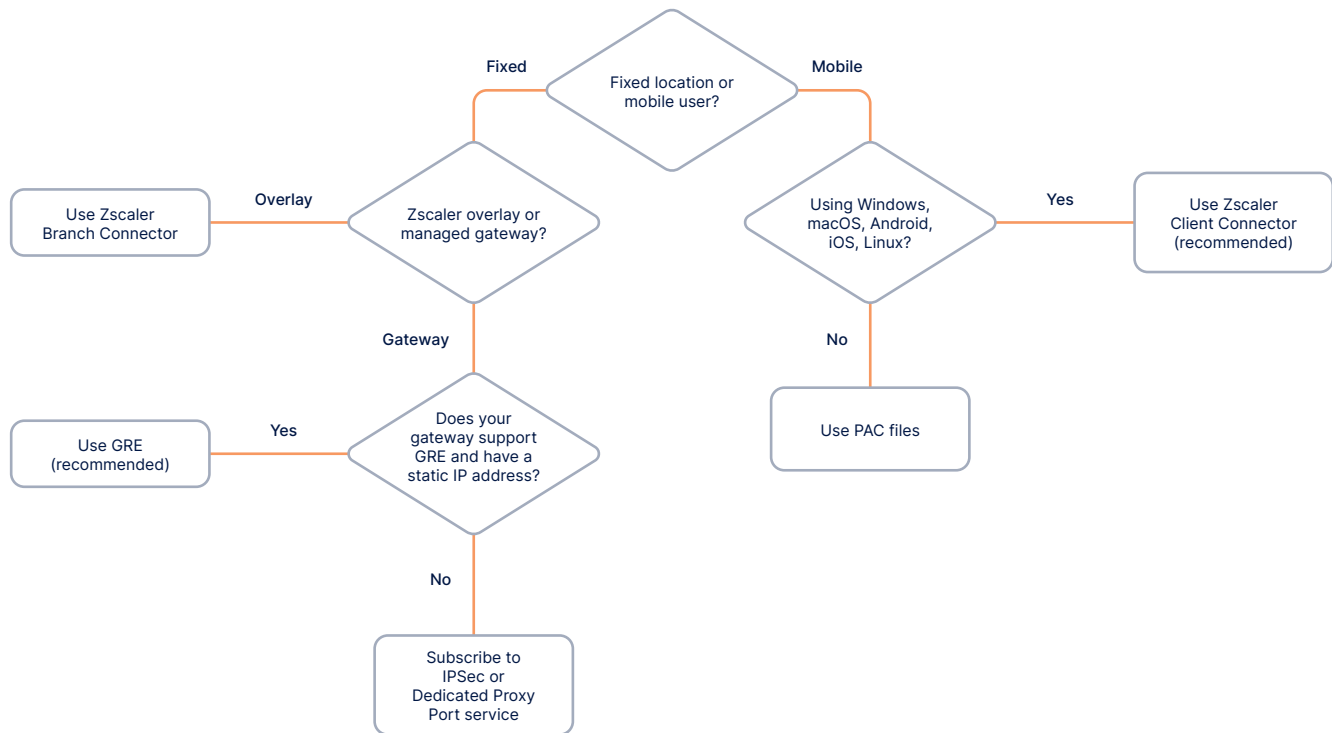 Fixed
Fixed location or
mobile user?
Mobile
Use Zscaler
Branch Connector
Overlay
Zscaler overlay or
managed gateway?
Using Windows,
macOS, Android,
iOS, Linux?
Yes
Use Zscaler
Client Connector
(recommended)
Gateway
No
Use GRE
(recommended)
Yes
Does your
gateway support
GRE and have a
static IP address?
Use PAC files
No
Subscribe to
IPSec or
Dedicated Proxy
Port service